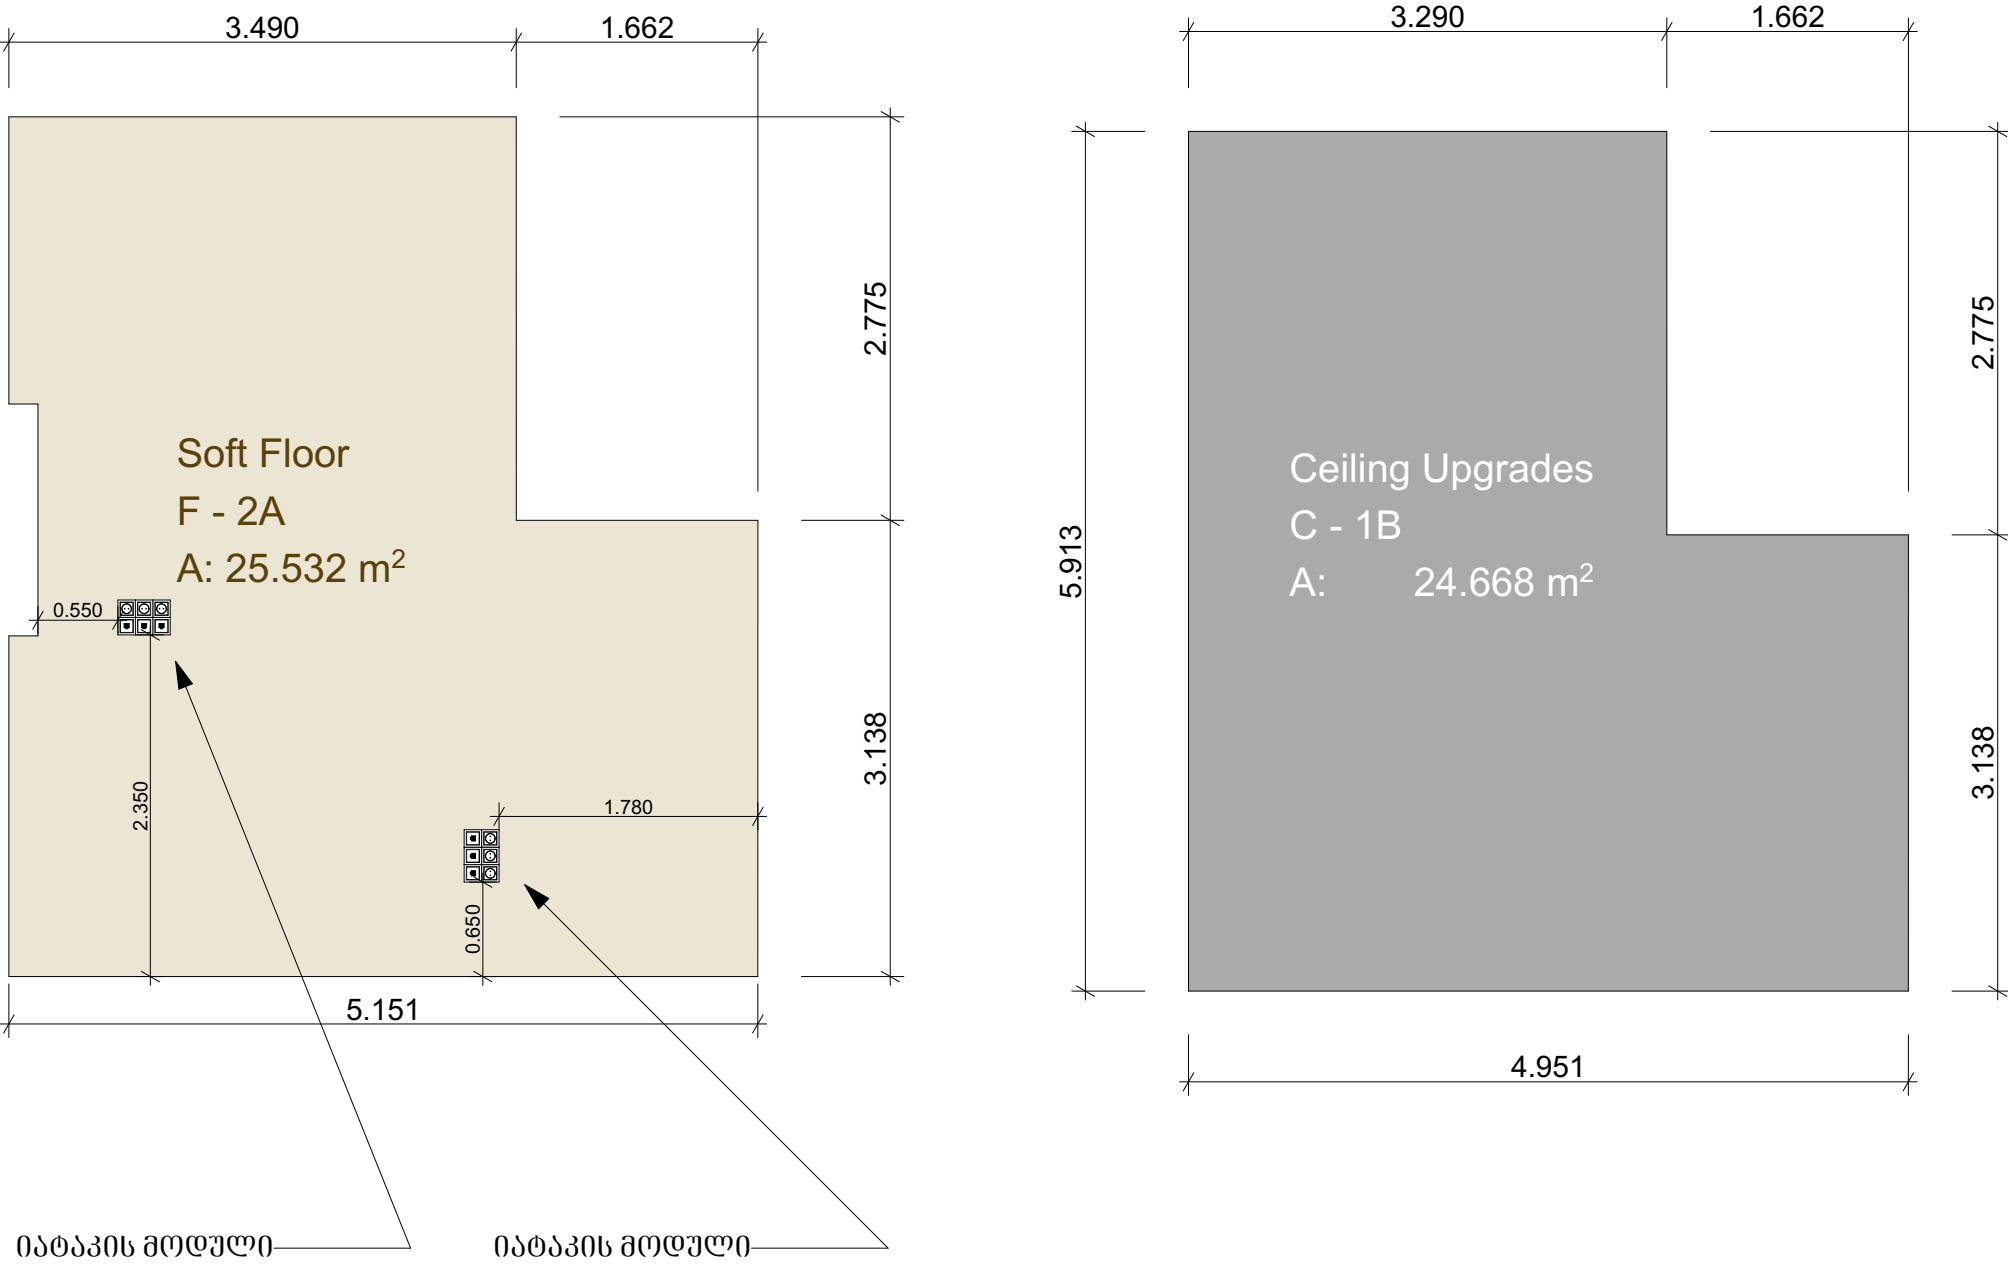 3.490
1.662
2.775
Soft Floor
F - 2A
A: 25.532 m²
0.550
2.350
1.780
0.650
3.138
5.151
იატაკის მოდული
იატაკის მოდული
3.290
1.662
5.913
2.775
Ceiling Upgrades
C - 1B
A: 24.668 m²
3.138
4.951